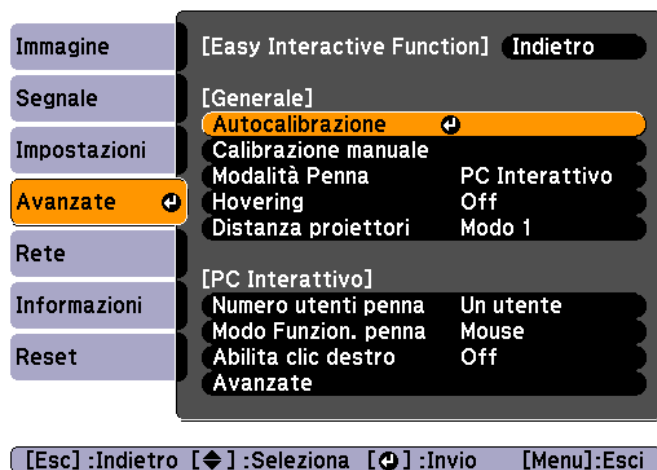 Immagine
Segnale
Impostazioni
Avanzate
Rete
Informazioni
Reset
[Easy Interactive Function] Indietro
[Generale]
Autocalibrazione
Calibrazione manuale
Modalità Penna PC Interattivo
Hovering Off
Distanza proiettori Modo 1
[PC Interattivo]
Numero utenti penna Un utente
Modo Funzion. penna Mouse
Abilita clic destro Off
Avanzate
[Esc] :Indietro [◆] :Seleziona [⏎] :Invio [Menu]:Esci